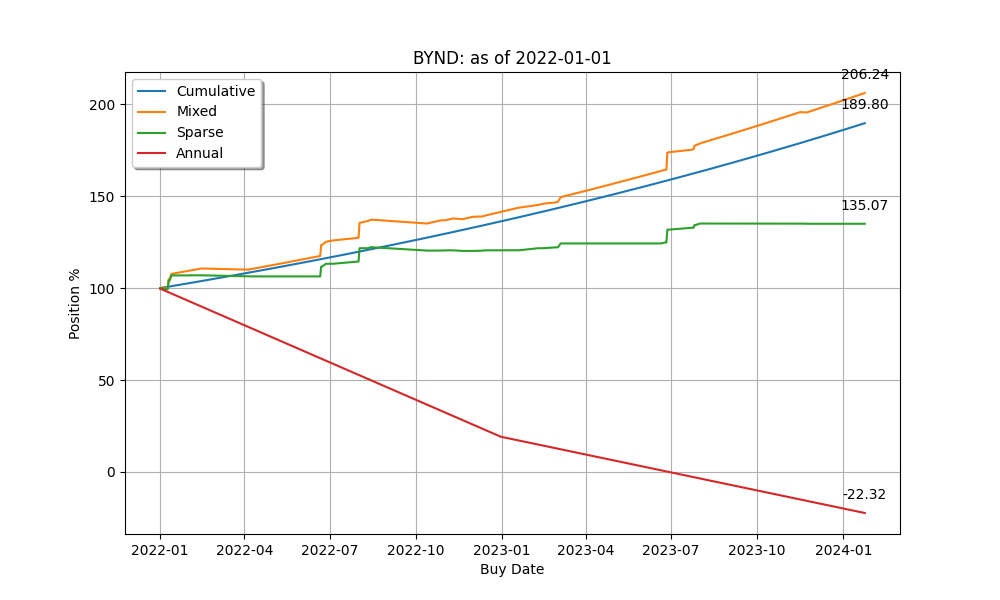 BYND: as of 2022-01-01
Cumulative
Mixed
Sparse
Annual
206.24
189.80
135.07
-22.32
200
150
100
50
0
Position %
2022-01 2022-04 2022-07 2022-10 2023-01 2023-04 2023-07 2023-10 2024-01
Buy Date